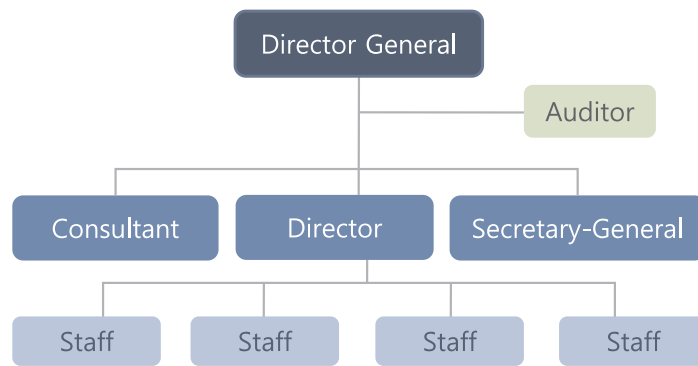 Director General
Auditor
Consultant
Director
Secretary-General
Staff
Staff
Staff
Staff